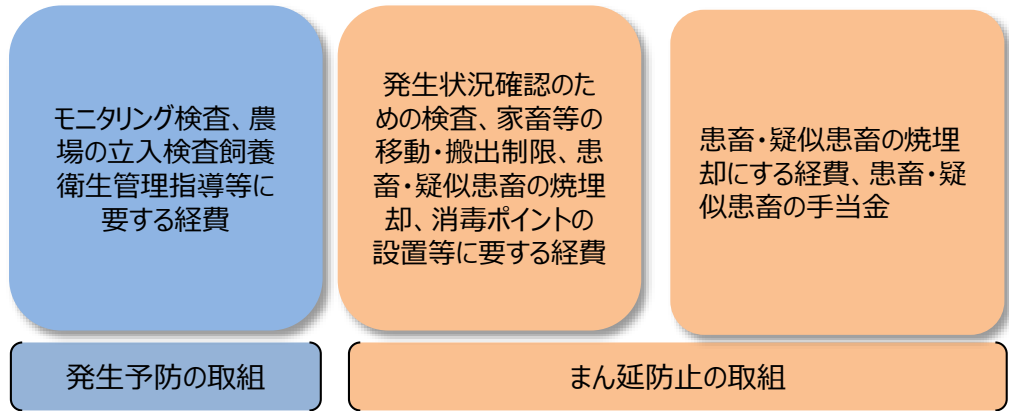 モニタリング検査、農
場の立入検査飼養
衛生管理指導等に
要する経費
発生状況確認のた
めの検査、家畜等の
移動・搬出制限、患
畜・疑似患畜の焼埋
却、消毒ポイントの
設置等に要する経費
患畜・疑似患畜の焼埋
却にする経費、患畜・疑
似患畜の手当金
発生予防の取組
まん延防止の取組